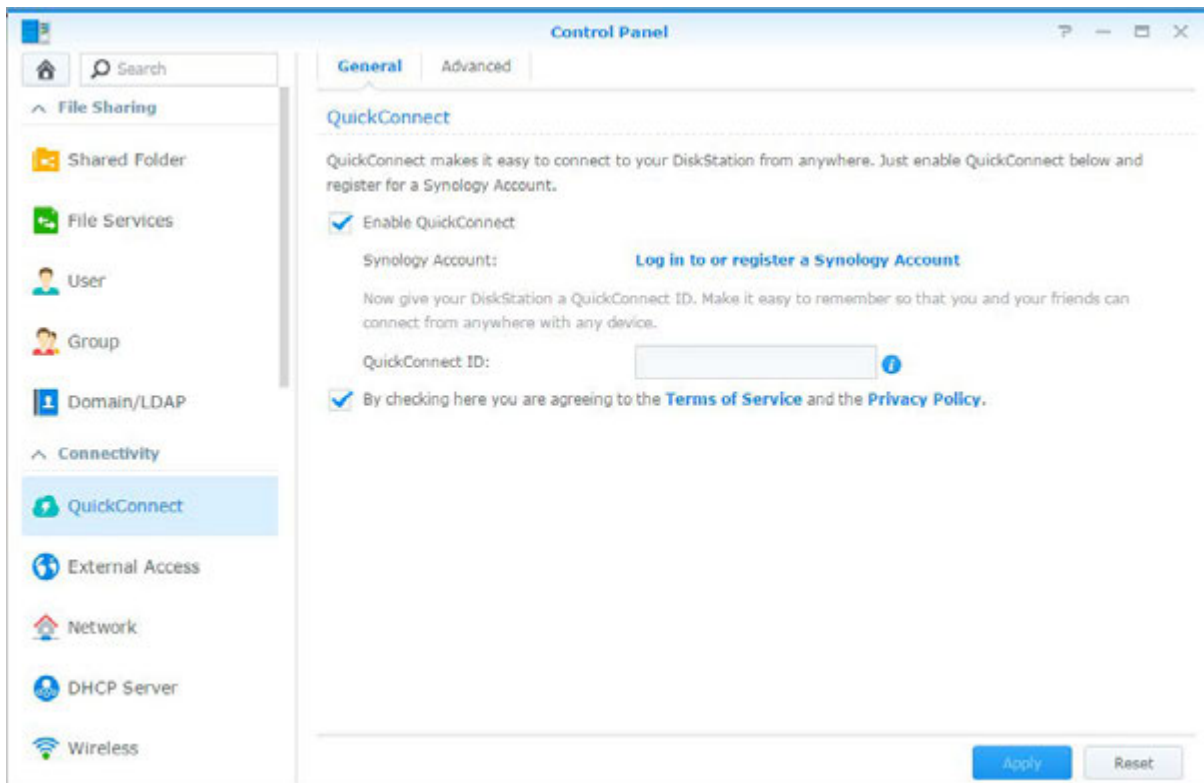 Control Panel
Search
General Advanced
File Sharing
Shared Folder
File Services
User
Group
Domain/LDAP
Connectivity
QuickConnect
External Access
Network
DHCP Server
Wireless
QuickConnect
QuickConnect makes it easy to connect to your DiskStation from anywhere. Just enable QuickConnect below and
register for a Synology Account.
Enable QuickConnect
Synology Account: Log in to or register a Synology Account
Now give your DiskStation a QuickConnect ID. Make it easy to remember so that you and your friends can
connect from anywhere with any device.
QuickConnect ID:
By checking here you are agreeing to the Terms of Service and the Privacy Policy.
Apply Reset